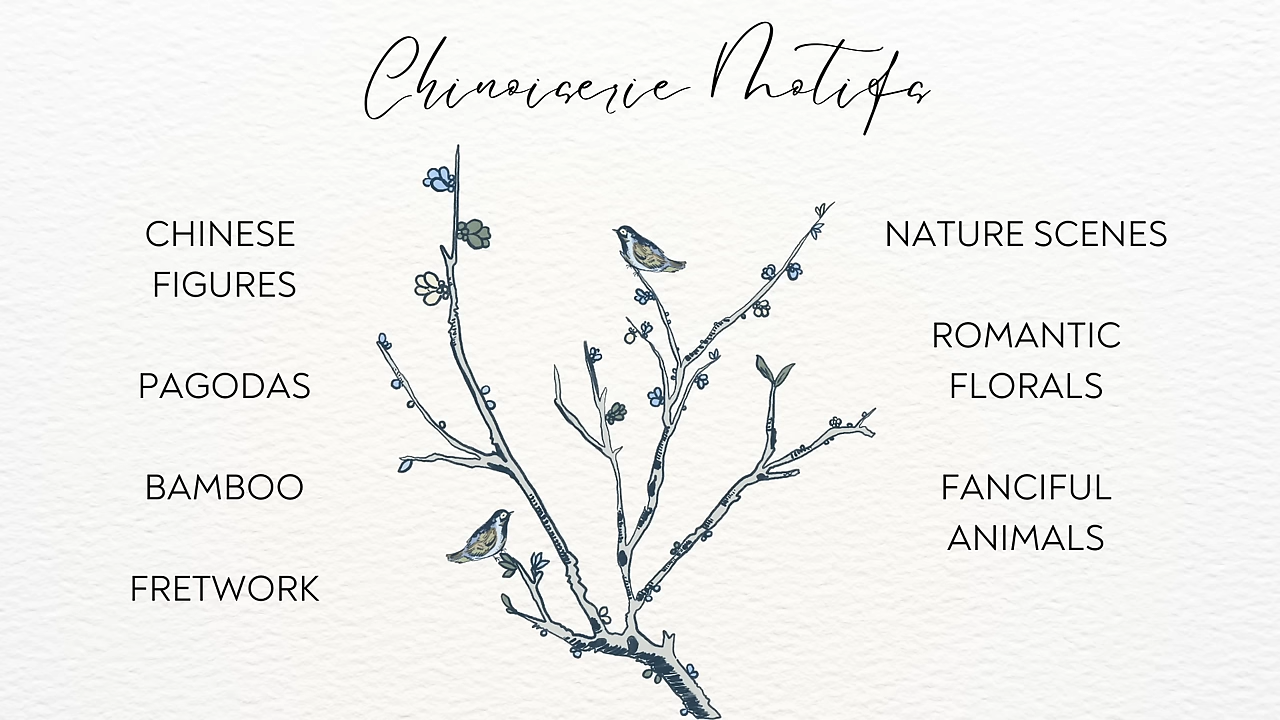 Chinoiserie Motifs
CHINESE
FIGURES
PAGODAS
BAMBOO
FRETWORK
NATURE SCENES
ROMANTIC
FLORALS
FANCIFUL
ANIMALS